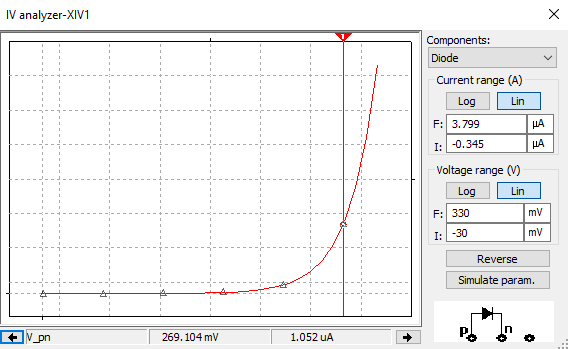 IV analyzer-XIV1
1
Components:
Diode
Current range (A)
Log Lin
F: 3.799 µA
I: -0.345 µA
Voltage range (V)
Log Lin
F: 330 mV
I: -30 mV
Reverse
Simulate param.
p n
V_pn 269.104 mV 1.052 uA